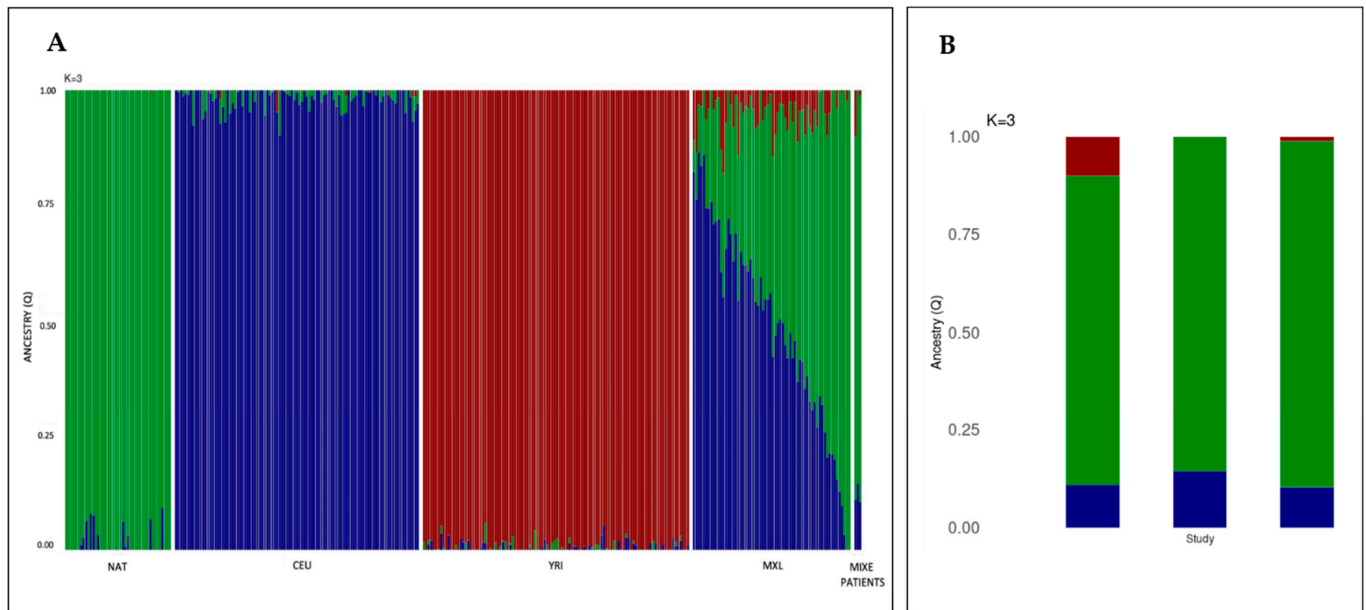 A
K=3
1.00
0.75
0.50
0.25
0.00
ANCESTRY (Q)
NAT
CEU
YRI
MXL
MIXE
PATIENTS
B
K=3
1.00
0.75
0.50
0.25
0.00
Ancestry (Q)
Study